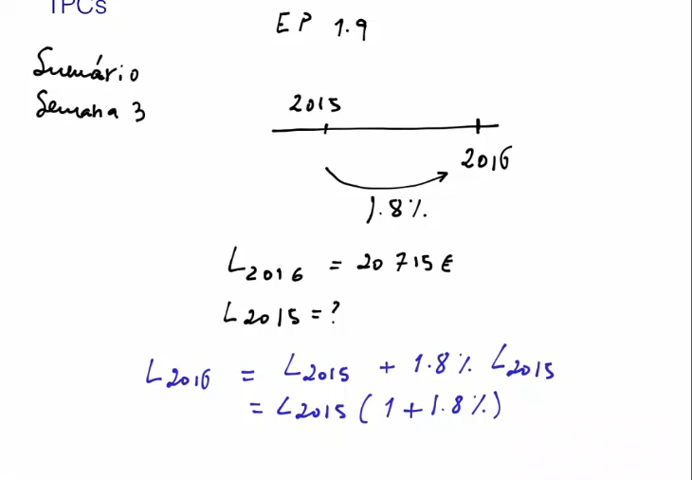 TPCs
EP 1.9
Sumário
Semana 3
2015
2016
1.8%
L2016 = 20 715€
L2015 = ?
L2016 = L2015 + 1.8% L2015
= L2015 (1 + 1.8%)